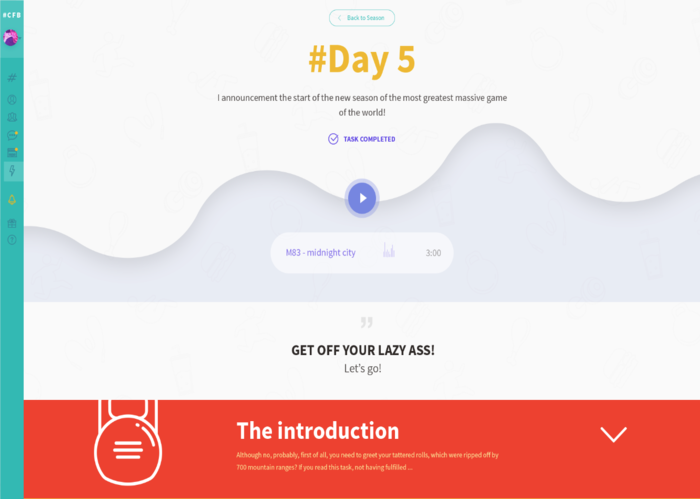 #CFB
Back to Season
#Day 5
I announcement the start of the new season of the most greatest massive game
of the world!
TASK COMPLETED
M83 - midnight city
3:00
GET OFF YOUR LAZY ASS!
Let's go!
The introduction
Although no, probably, first of all, you need to greet your tattered rolls, which were ripped off by
700 mountain ranges? If you read this task, not having fulfilled ...